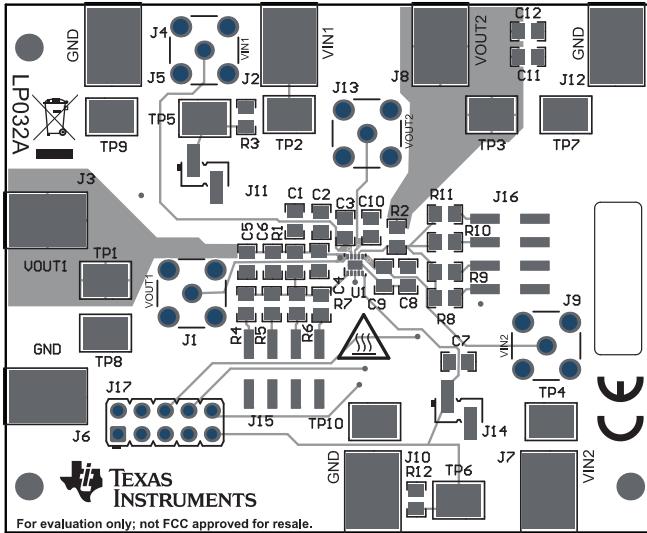 GND
J4
J5
VIN1
J2
VIN1
J8
VOUT2
C12
C11
J12
GND
LP032A
TP9
TP5
R3
TP2
J13
VOUT2
TP3
TP7
J3
VOUT1
J11
C1
C2
C3
C10
R2
R11
J16
R10
R9
R8
TP1
VOUT1
C5
C6
R1
C4
U1
C9
C8
J1
R4
R5
R6
R7
TP8
GND
J6
J17
J15
C7
J9
VIN2
TP4
TP10
J14
GND
J10
R12
TP6
J7
VIN2
CE
TEXAS
INSTRUMENTS
For evaluation only; not FCC approved for resale.